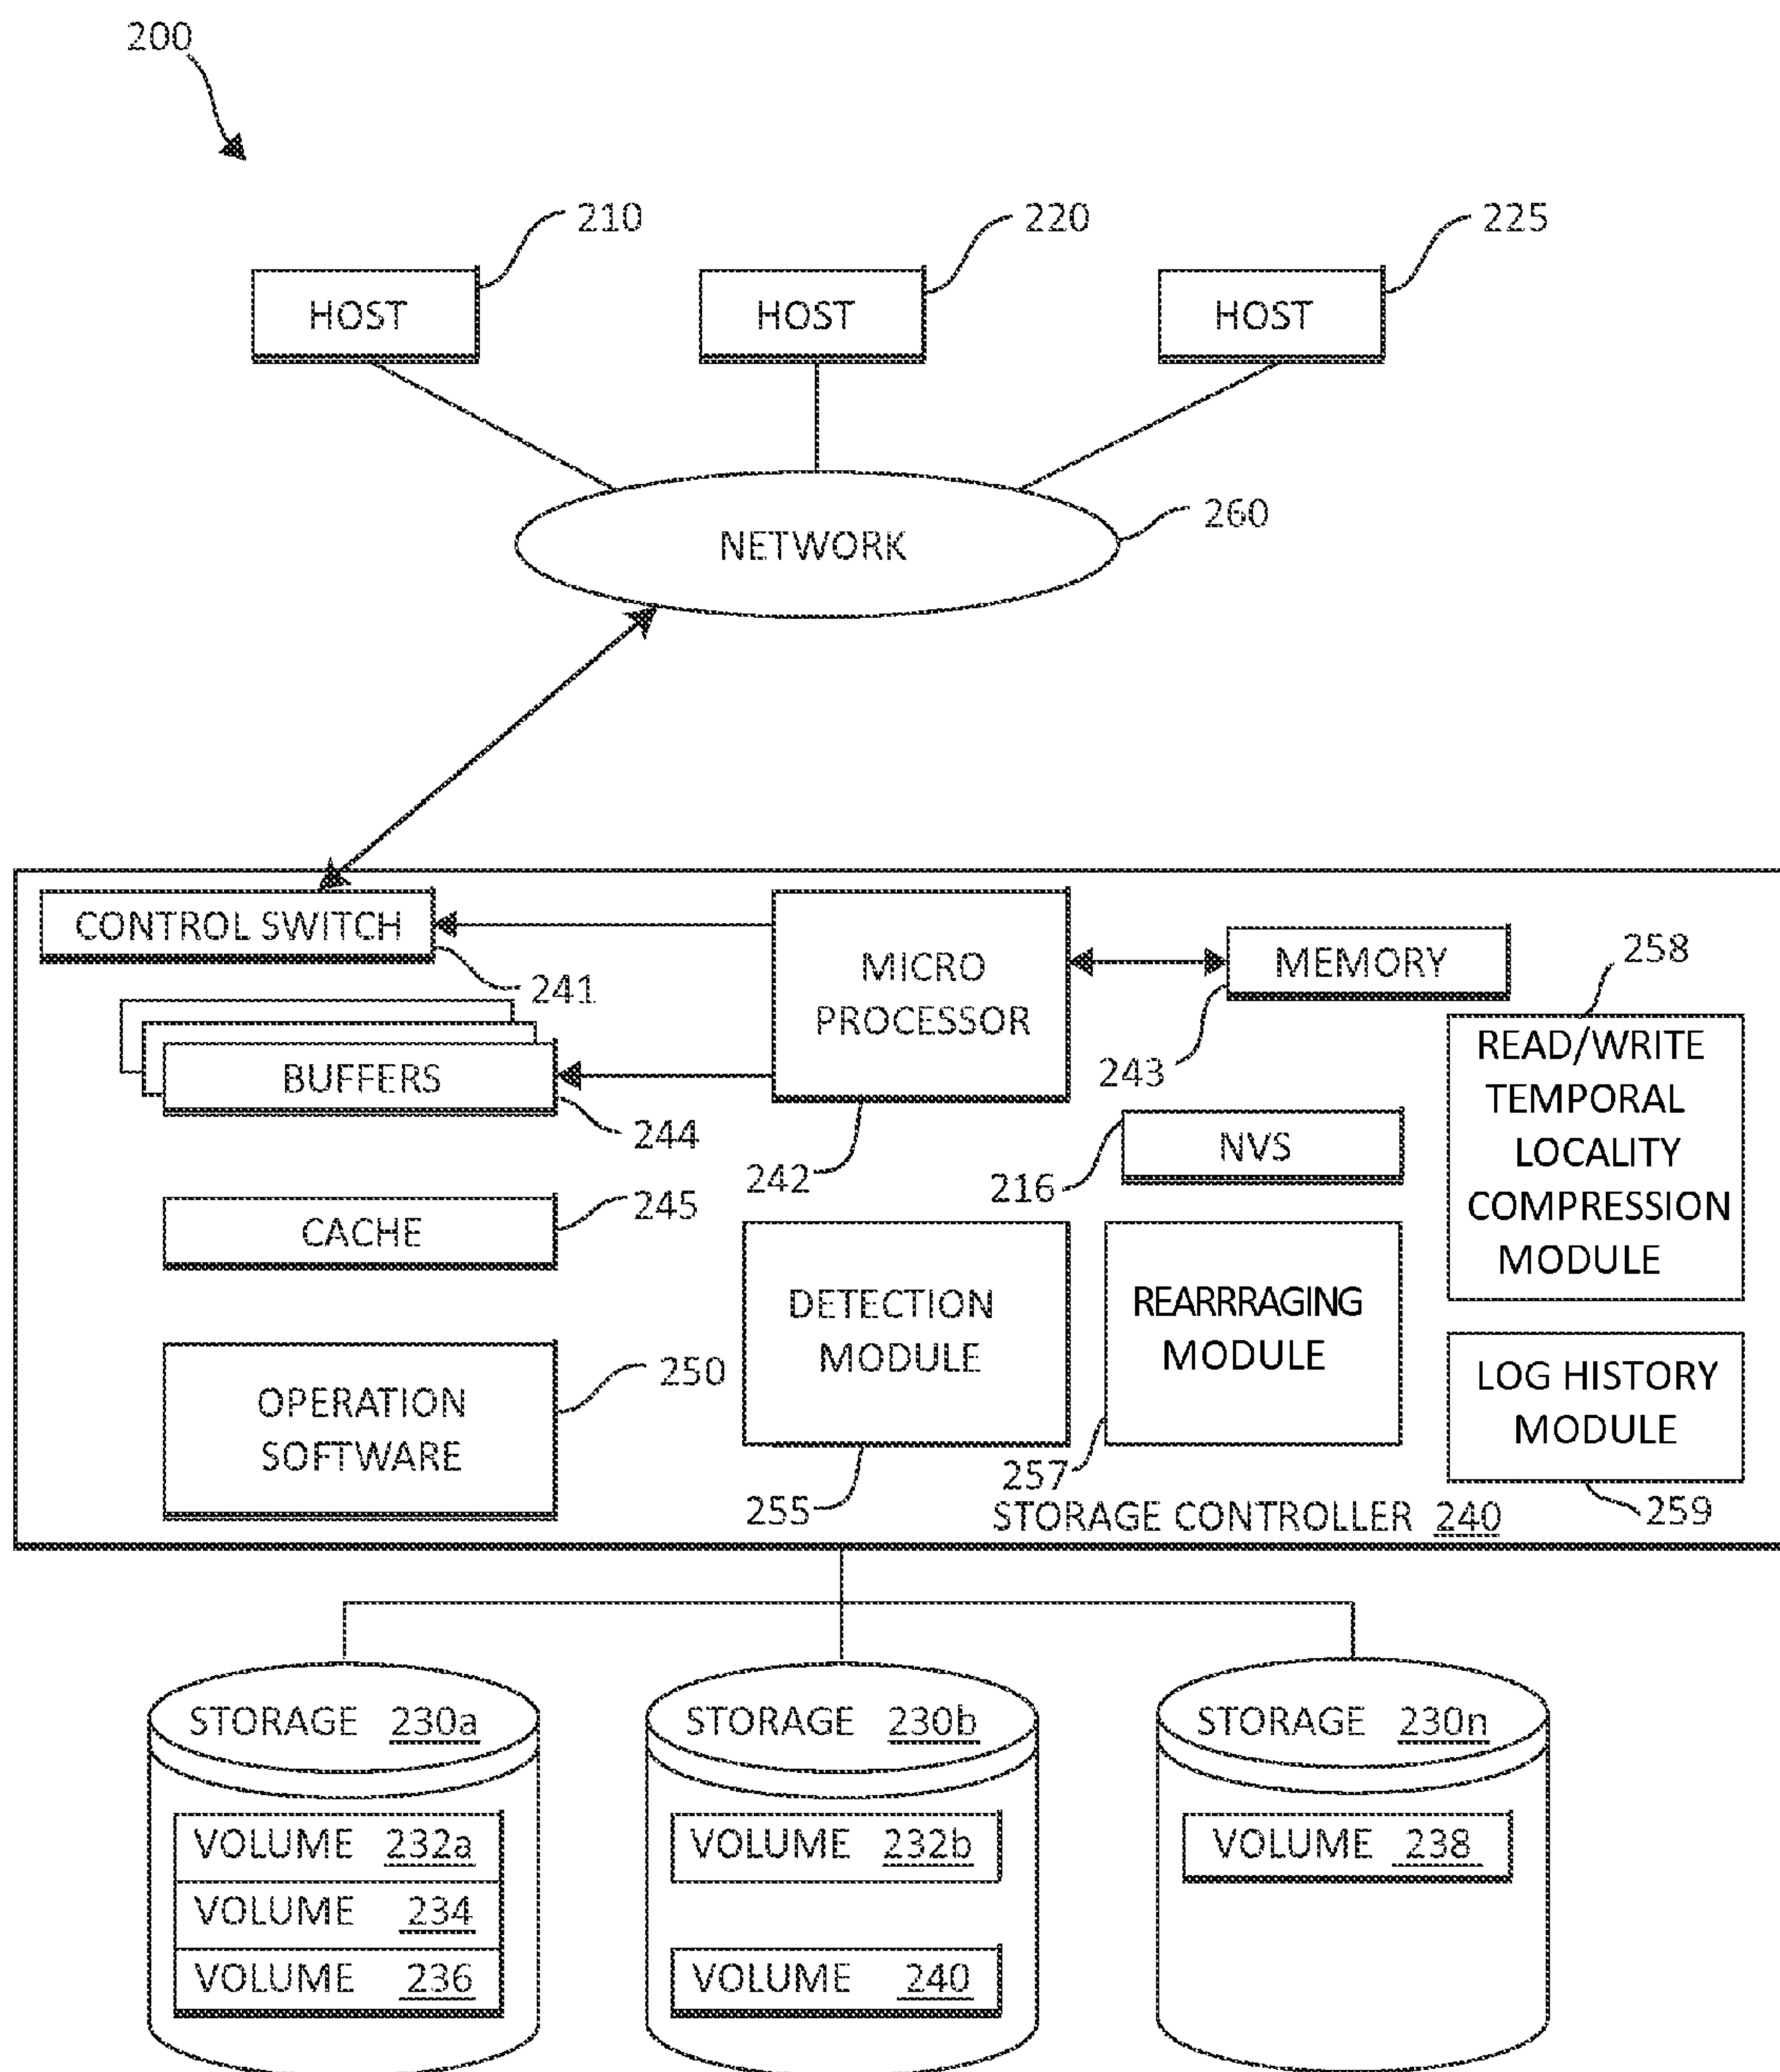 200
210
220
225
HOST
HOST
HOST
260
NETWORK
CONTROL SWITCH
241
MICRO
PROCESSOR
242
MEMORY
243
258
READ/WRITE
TEMPORAL
LOCALITY
COMPRESSION
MODULE
BUFFERS
244
NVS
216
CACHE
245
DETECTION
MODULE
255
REARRRAGING
MODULE
257
OPERATION
SOFTWARE
250
LOG HISTORY
MODULE
259
STORAGE CONTROLLER 240
STORAGE 230a
STORAGE 230b
STORAGE 230n
VOLUME 232a
VOLUME 234
VOLUME 236
VOLUME 232b
VOLUME 240
VOLUME 238